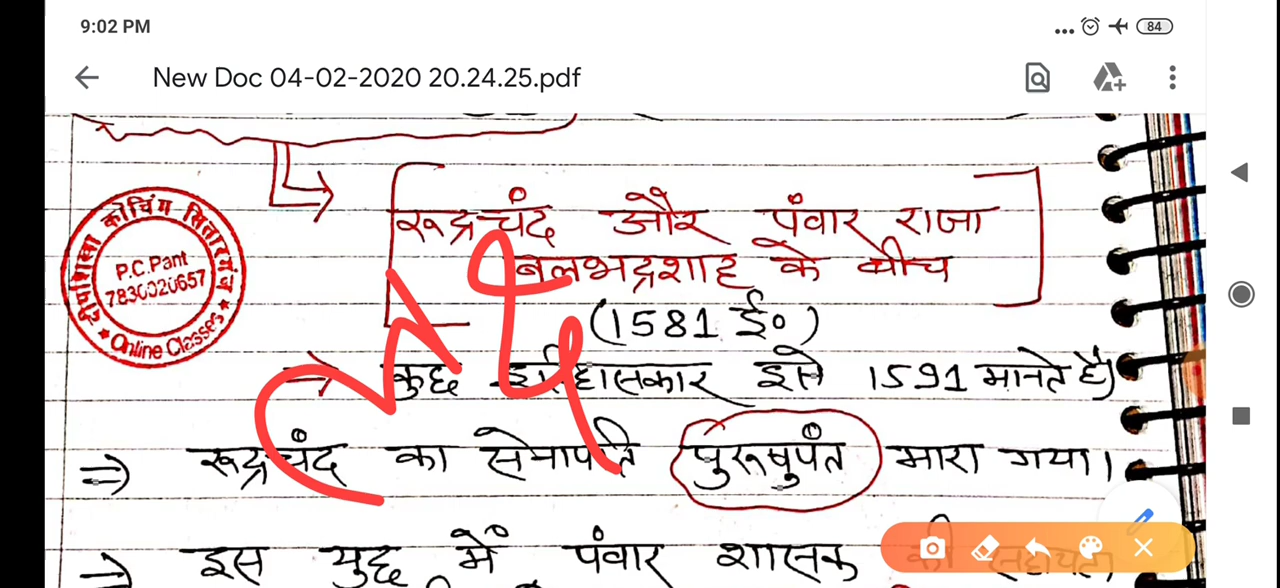 9:02 PM
84
New Doc 04-02-2020 20.24.25.pdf
रूद्रचंद और पंवार राजा
बलभद्रशाह के बीच
(1581 ई०)
⇒ कुछ इतिहासकार इसे 1591 मानते हैं)
⇒ रूद्रचंद का सेनापति पुरूषुपंत मारा गया।
⇒ इस युद्ध में पंवार शासक की
कोचिंग सितारगंज
P.C.Pant
7830020657
Online Classes